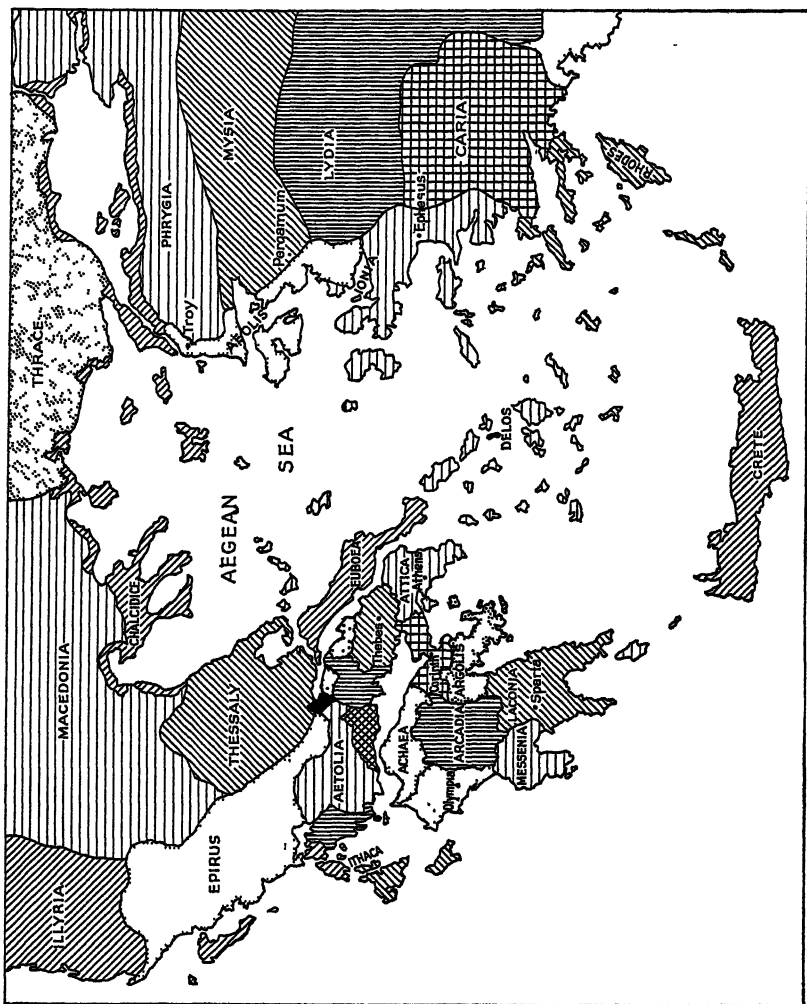 ILLYRIA
MACEDONIA
THRACE
EPIRUS
THESSALY
CHALCIDICE
AEGEAN
SEA
PHRYGIA
MYSIA
LYDIA
CARIA
Troy
Pergamum
IONIA
Ephesus
RHODES
AETOLIA
ITHACA
EUBOEA
Thebes
ATTICA
Athens
ACHAEA
Olympia
ARCADIA
ARGOLIS
LACONIA
Sparta
MESSENIA
DELOS
CRETE